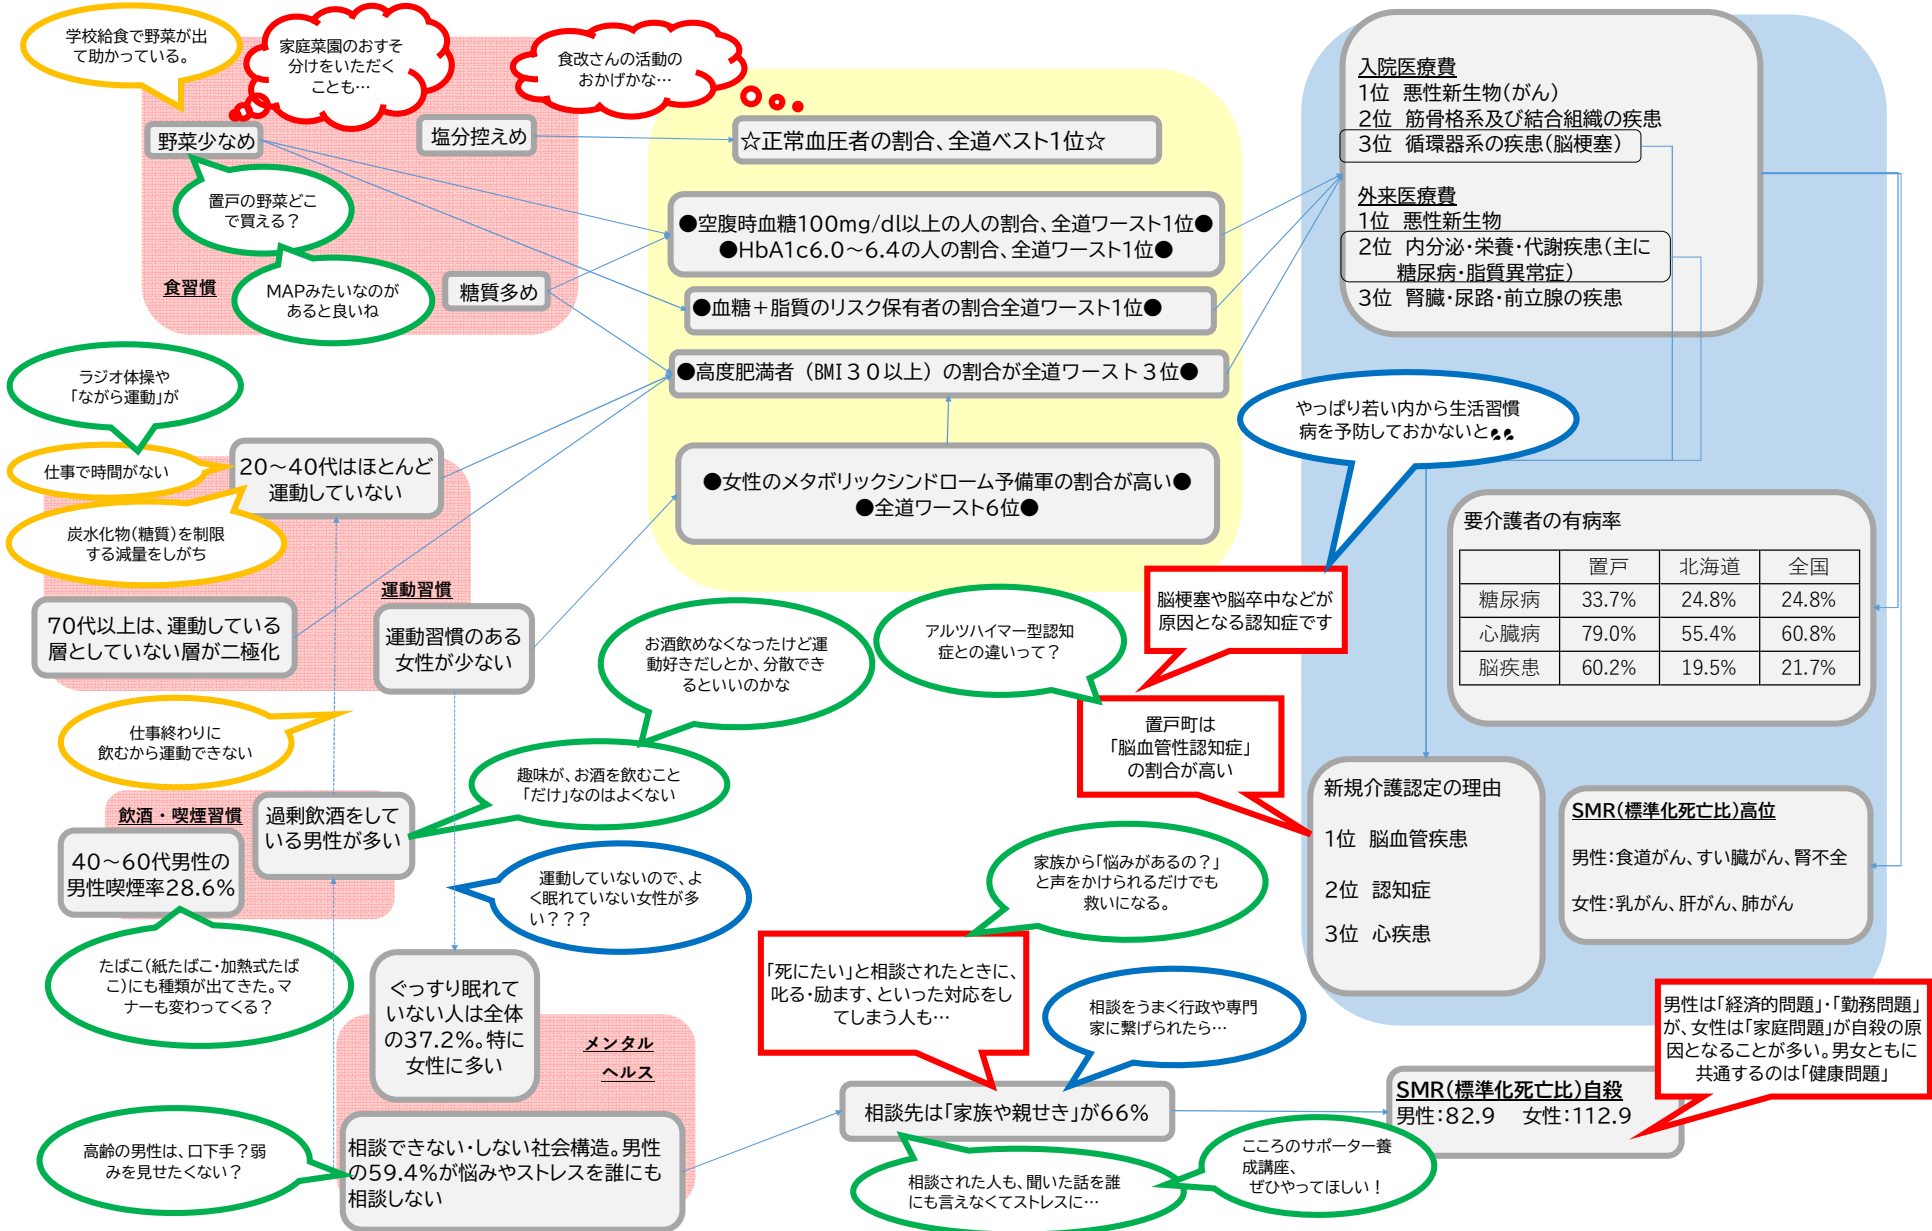 学校給食で野菜が出
て助かっている。
家庭菜園のおすそ
分けをいただく
ことも…
食改さんの活動の
おかげかな…
野菜少なめ
塩分控えめ
置戸の野菜どこ
で買える？
食習慣
MAPみたいなのが
あると良いね
糖質多め
☆正常血圧者の割合、全道ベスト1位☆
●空腹時血糖100mg/dl以上の人の割合、全道ワースト1位●
●HbA1c6.0～6.4の人の割合、全道ワースト1位●
●血糖＋脂質のリスク保有者の割合全道ワースト1位●
●高度肥満者（BMI３０以上）の割合が全道ワースト３位●
●女性のメタボリックシンドローム予備軍の割合が高い●
●全道ワースト6位●
入院医療費
1位 悪性新生物(がん)
2位 筋骨格系及び結合組織の疾患
3位 循環器系の疾患(脳梗塞)
外来医療費
1位 悪性新生物
2位 内分泌・栄養・代謝疾患(主に
糖尿病・脂質異常症)
3位 腎臓・尿路・前立腺の疾患
やっぱり若い内から生活習慣
病を予防しておかないと
ラジオ体操や
「ながら運動」が
仕事で時間がない
20～40代はほとんど
運動していない
炭水化物(糖質)を制限
する減量をしがち
運動習慣
70代以上は、運動している
層としていない層が二極化
運動習慣のある
女性が少ない
仕事終わりに
飲むから運動できない
お酒飲めなくなったけど運
動好きだしとか、分散でき
るといいのかな
趣味が、お酒を飲むこと
「だけ」なのはよくない
飲酒・喫煙習慣
過剰飲酒をして
いる男性が多い
40～60代男性の
男性喫煙率28.6%
運動していないので、よ
く眠れていない女性が多
い？？？
たばこ(紙たばこ・加熱式たば
こ)にも種類が出てきた。マ
ナーも変わってくる？
アルツハイマー型認知
症との違いって？
脳梗塞や脳卒中などが
原因となる認知症です
置戸町は
「脳血管性認知症」
の割合が高い
要介護者の有病率
置戸 北海道 全国
糖尿病 33.7% 24.8% 24.8%
心臓病 79.0% 55.4% 60.8%
脳疾患 60.2% 19.5% 21.7%
新規介護認定の理由
1位 脳血管疾患
2位 認知症
3位 心疾患
SMR(標準化死亡比)高位
男性：食道がん、すい臓がん、腎不全
女性：乳がん、肝がん、肺がん
ぐっすり眠れて
いない人は全体
の37.2%。特に
女性に多い
メンタル
ヘルス
高齢の男性は、口下手？弱
みを見せたくない？
相談できない・しない社会構造。男性
の59.4%が悩みやストレスを誰にも
相談しない
家族から「悩みがあるの？」
と声をかけられるだけでも
救いになる。
「死にたい」と相談されたときに、
叱る・励ます、といった対応をし
てしまう人も…
相談をうまく行政や専門
家に繋げられたら…
相談先は「家族や親せき」が66%
相談された人も、聞いた話を誰
にも言えなくてストレスに…
こころのサポーター養
成講座、
ぜひやってほしい！
SMR(標準化死亡比)自殺
男性：82.9 女性：112.9
男性は「経済的問題」・「勤務問題」
が、女性は「家庭問題」が自殺の原
因となることが多い。男女ともに
共通するのは「健康問題」